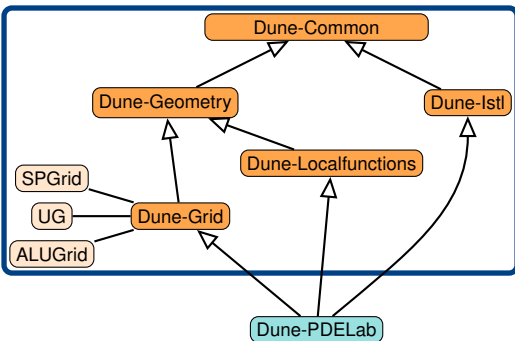 Dune-Common
Dune-Geometry
Dune-Istl
Dune-Localfunctions
SPGrid
UG
Dune-Grid
ALUGrid
Dune-PDELab